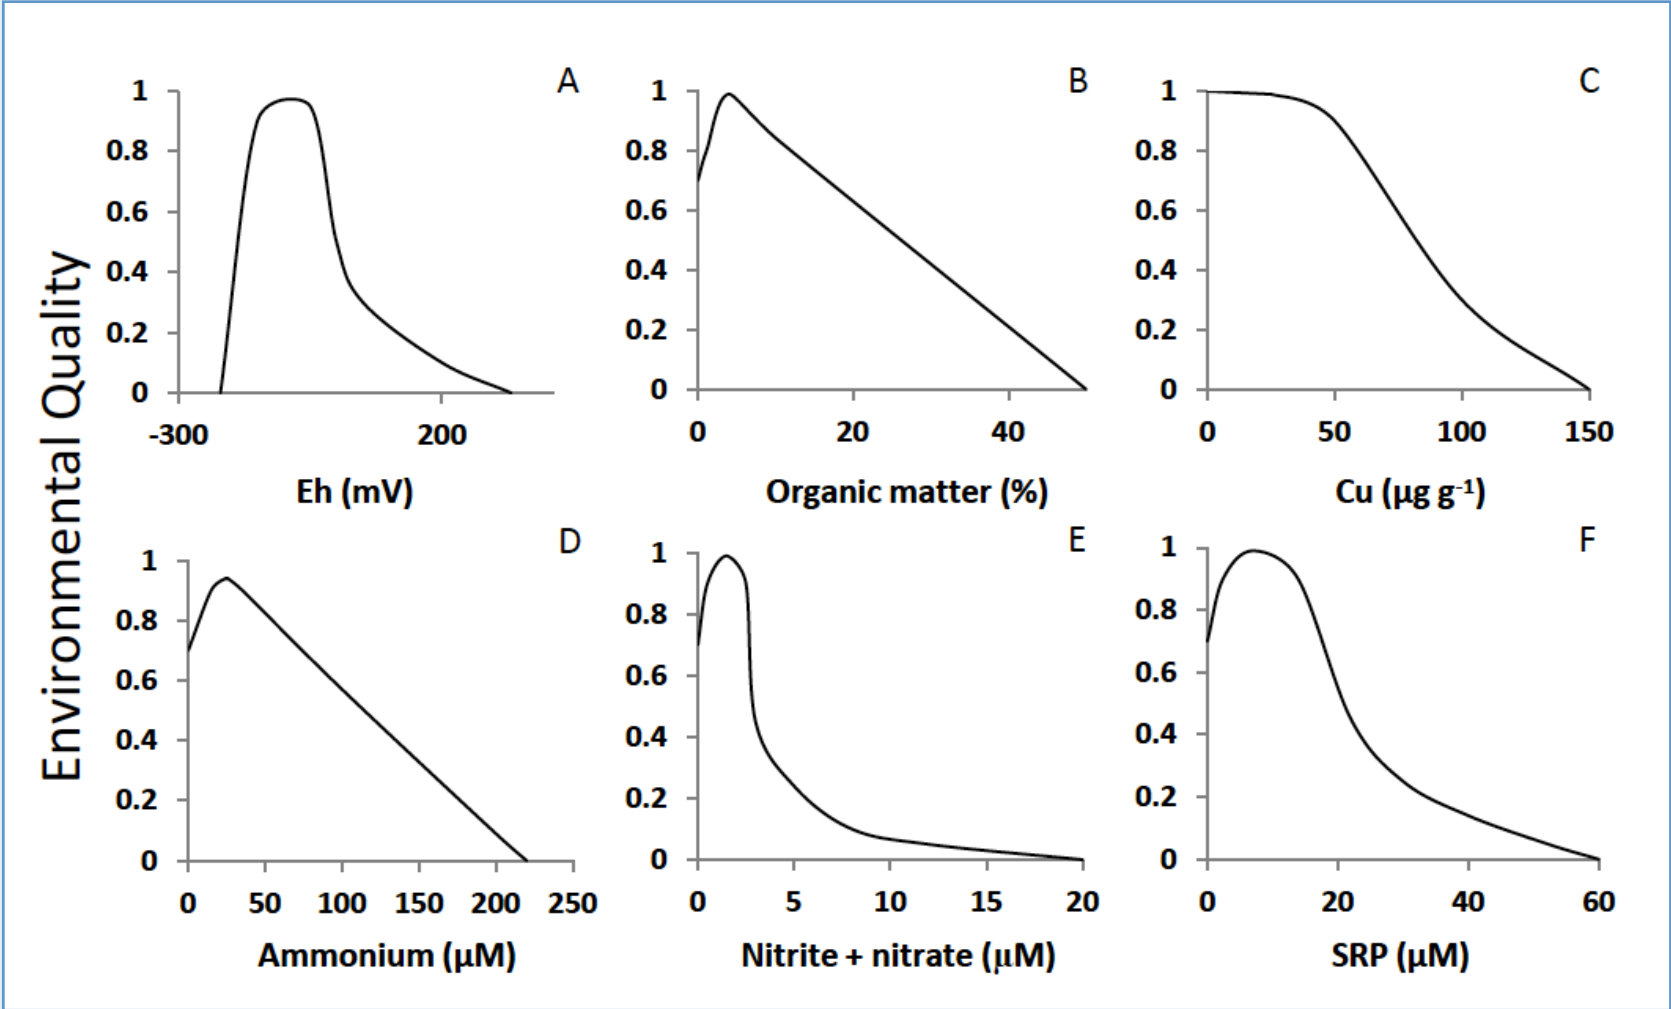 Environmental Quality
A
1
0.8
0.6
0.4
0.2
0
-300 200
Eh (mV)
B
1
0.8
0.6
0.4
0.2
0
0 20 40
Organic matter (%)
C
1
0.8
0.6
0.4
0.2
0
0 50 100 150
Cu (µg g⁻¹)
D
1
0.8
0.6
0.4
0.2
0
0 50 100 150 200 250
Ammonium (µM)
E
1
0.8
0.6
0.4
0.2
0
0 5 10 15 20
Nitrite + nitrate (µM)
F
1
0.8
0.6
0.4
0.2
0
0 20 40 60
SRP (µM)